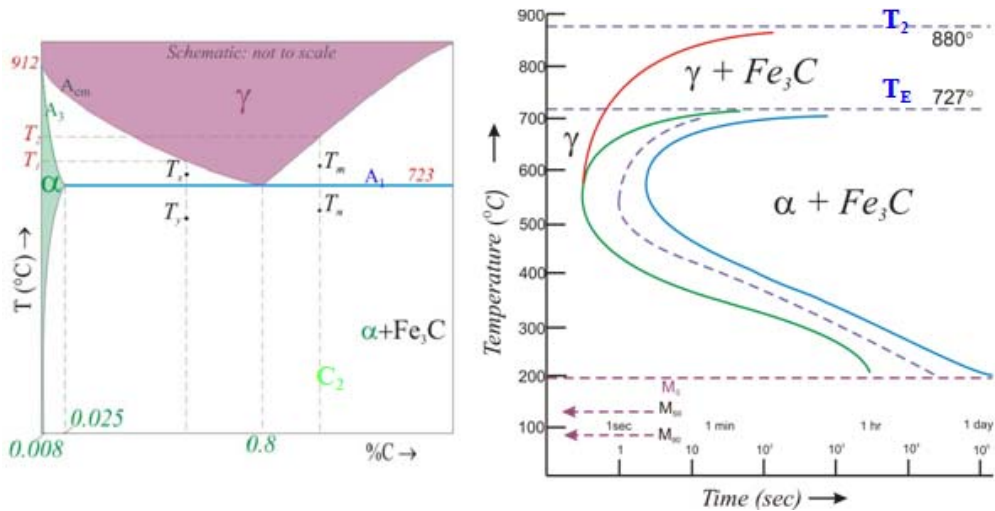 Schematic: not to scale
912
A_cm
γ
A_3
T_2
T_1
T_x
T_m
α
A_1
723
T_y
T_n
T (°C) →
α+Fe_3C
C_2
0.025
0.008
0.8
%C →
900
T_2
880°
800
γ + Fe_3C
T_E
727°
700
γ
600
α + Fe_3C
500
Temperature (°C) →
400
300
200
M_s
M_50
M_90
100
1sec
1 min
1 hr
1 day
1
10
Time (sec) →